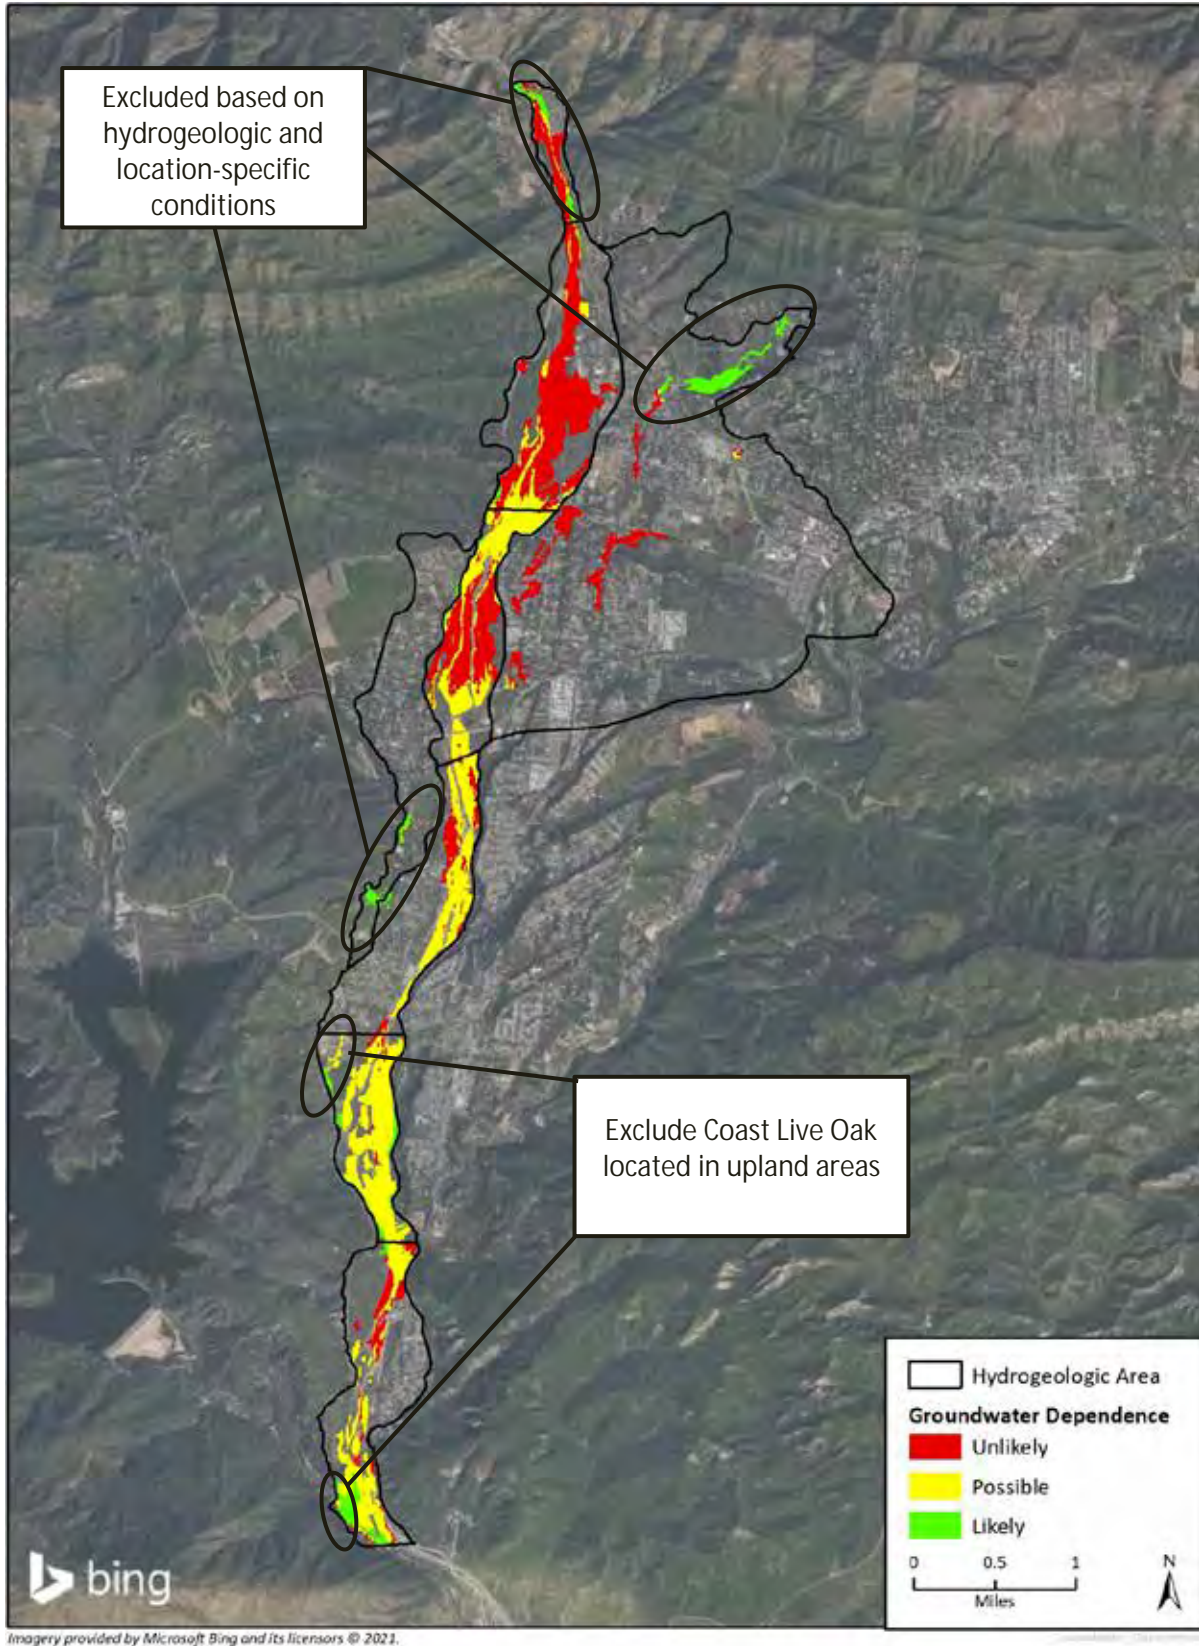 Excluded based on
hydrogeologic and
location-specific
conditions
Exclude Coast Live Oak
located in upland areas
Hydrogeologic Area
Groundwater Dependence
Unlikely
Possible
Likely
0 0.5 1
Miles
N
bing
Imagery provided by Microsoft Bing and its licensors © 2021.